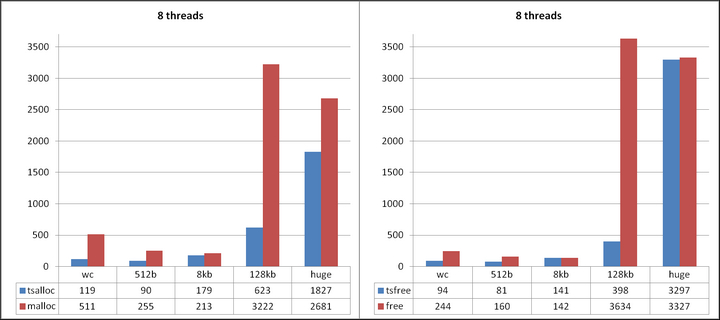 8 threads
3500
3000
2500
2000
1500
1000
500
0
wc 512b 8kb 128kb huge
tsalloc 119 90 179 623 1827
malloc 511 255 213 3222 2681
8 threads
3500
3000
2500
2000
1500
1000
500
0
wc 512b 8kb 128kb huge
tsfree 94 81 141 398 3297
free 244 160 142 3634 3327